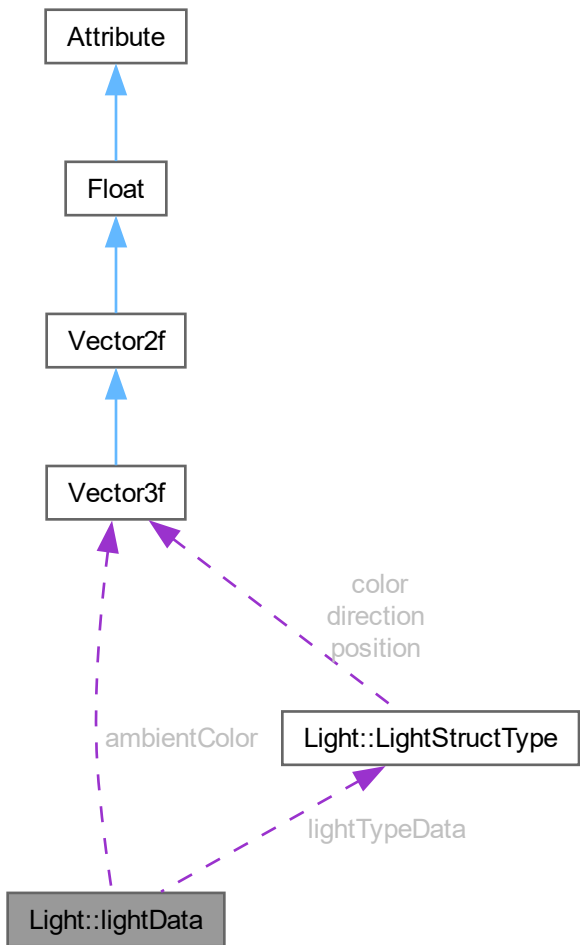 Attribute
Float
Vector2f
Vector3f
color
direction
position
Light::LightStructType
ambientColor
lightTypeData
Light::lightData